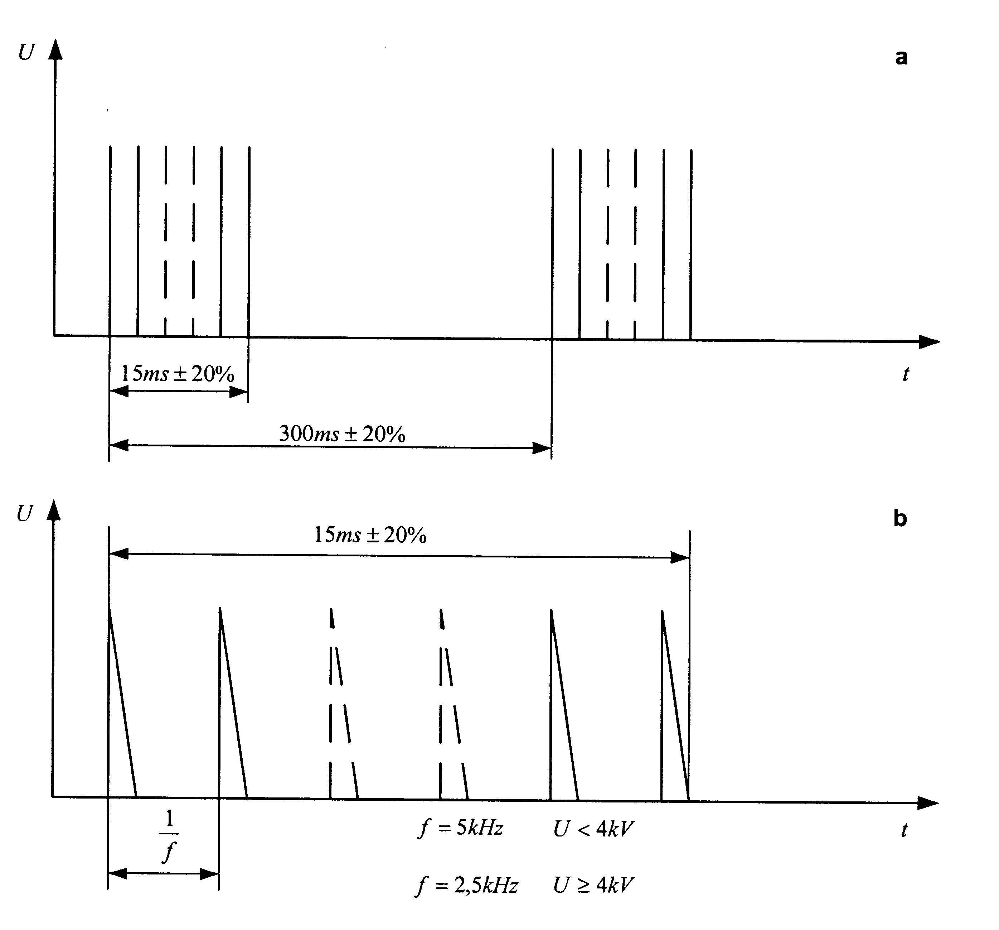 U
a
15ms ± 20%
t
300ms ± 20%
U
b
15ms ± 20%
1
f
f = 5kHz U < 4kV
t
f = 2,5kHz U ≥ 4kV